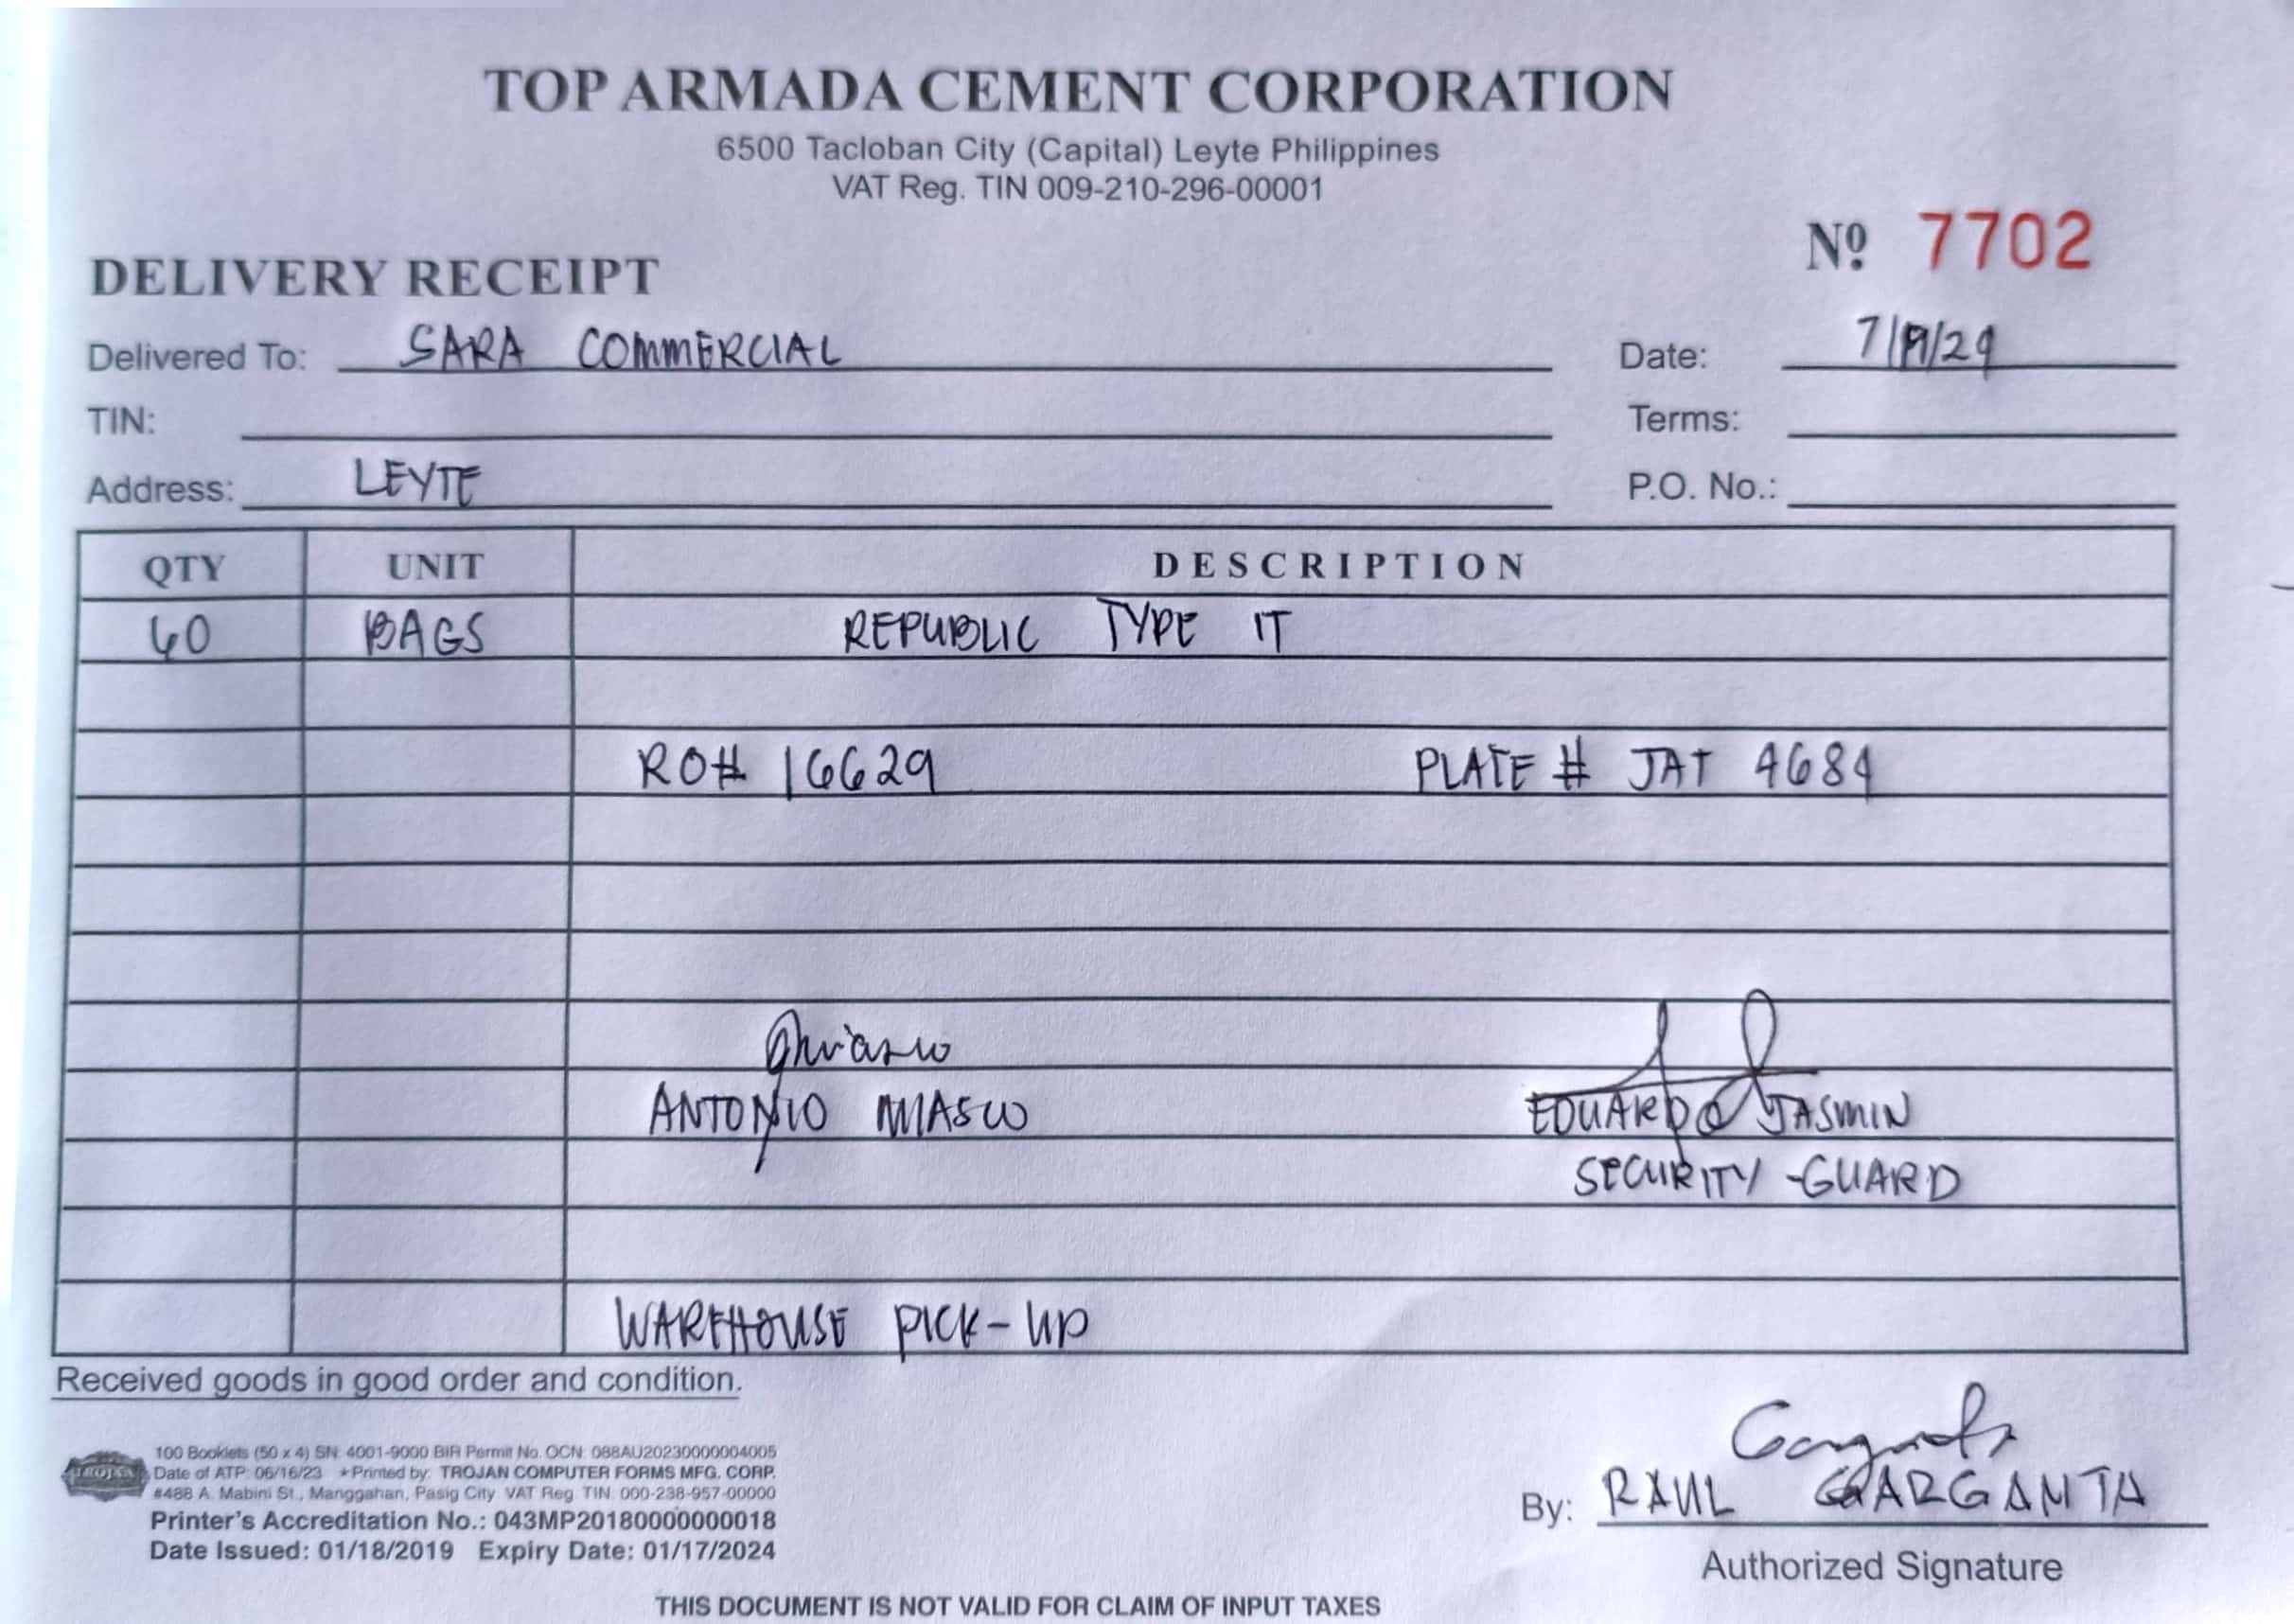 TOP ARMADA CEMENT CORPORATION
6500 Tacloban City (Capital) Leyte Philippines
VAT Reg. TIN 009-210-296-00001
Nº 7702
DELIVERY RECEIPT
Delivered To: SARA COMMERCIAL Date: 7/19/24
TIN: Terms:
Address: LEYTE P.O. No.:
QTY UNIT DESCRIPTION
60 BAGS REPUBLIC TYPE IT
RO# 16629 PLATE # JAT 4684
ANTONIO MIASCO EDUARDO JASMIN
SECURITY-GUARD
WAREHOUSE PICK-UP
Received goods in good order and condition.
100 Booklets (50 x 4) SN: 4001-9000 BIR Permit No. OCN: 088AU20230000004005
TROJAN Date of ATP: 06/16/23 *Printed by: TROJAN COMPUTER FORMS MFG. CORP.
#488 A. Mabini St., Manggahan, Pasig City VAT Reg. TIN: 000-238-957-00000
Printer's Accreditation No.: 043MP20180000000018
Date Issued: 01/18/2019 Expiry Date: 01/17/2024
By: RAUL GARGANTA
Authorized Signature
THIS DOCUMENT IS NOT VALID FOR CLAIM OF INPUT TAXES